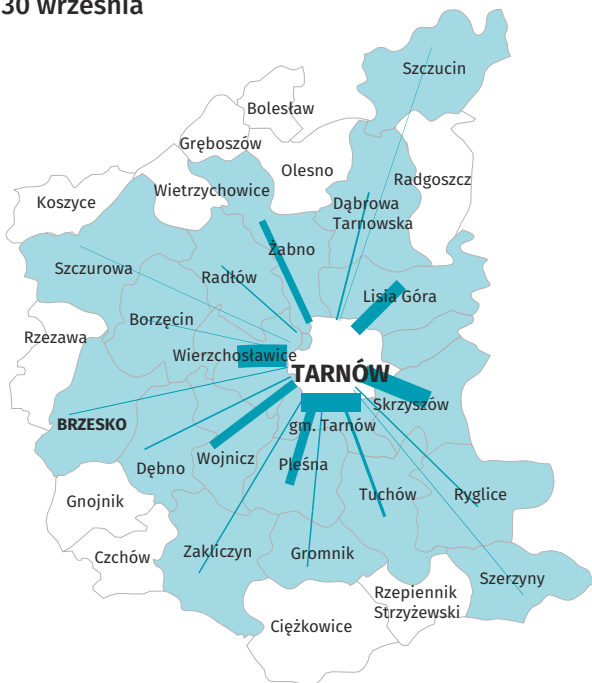 30 września
Szczucin
Bolesław
Gręboszów
Olesno
Radgoszcz
Wietrzychowice
Koszyce
Dąbrowa
Tarnowska
Żabno
Szczurowa
Radłów
Lisia Góra
Borzęcin
Rzezawa
Wierzchosławice
TARNÓW
Skrzyszów
BRZESKO
gm. Tarnów
Wojnicz
Pleśna
Dębno
Tuchów
Ryglice
Gnojnik
Czchów
Zakliczyn
Gromnik
Szerzyny
Rzepiennik
Strzyżewski
Ciężkowice